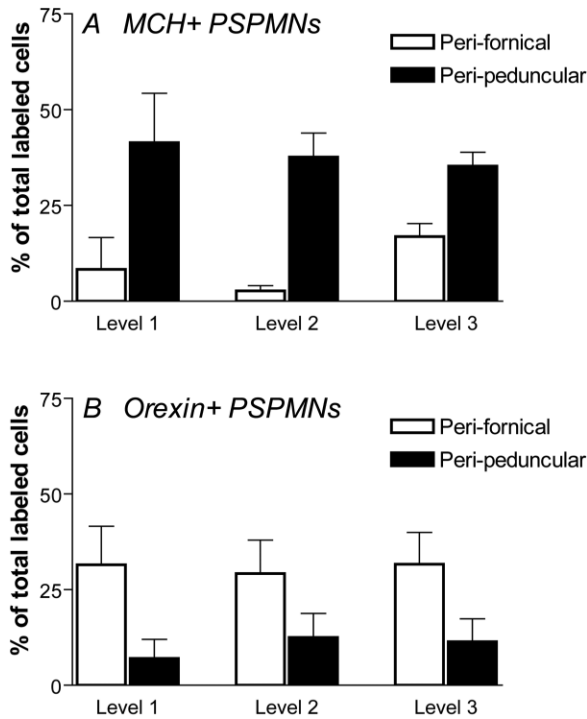 A MCH+ PSPMNs
Peri-fornical
Peri-peduncular
% of total labeled cells
75
50
25
0
Level 1 Level 2 Level 3
B Orexin+ PSPMNs
Peri-fornical
Peri-peduncular
% of total labeled cells
75
50
25
0
Level 1 Level 2 Level 3